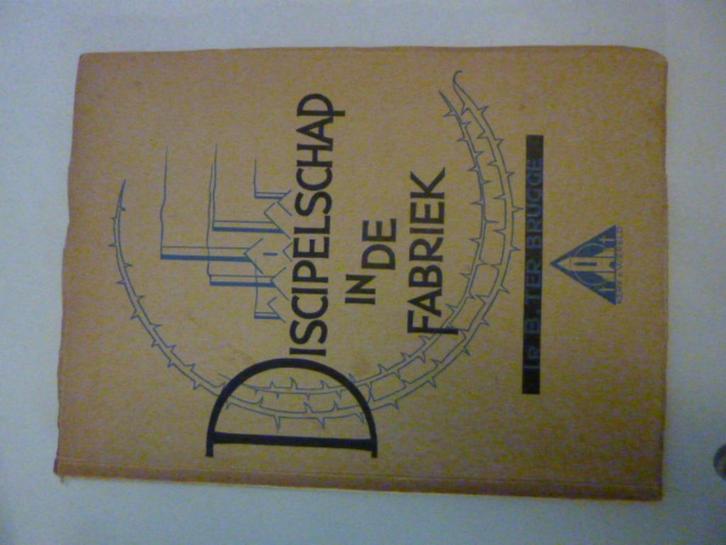 DISCIPELSCHAP
IN DE
FABRIEK
IR B. TER BRUGGE